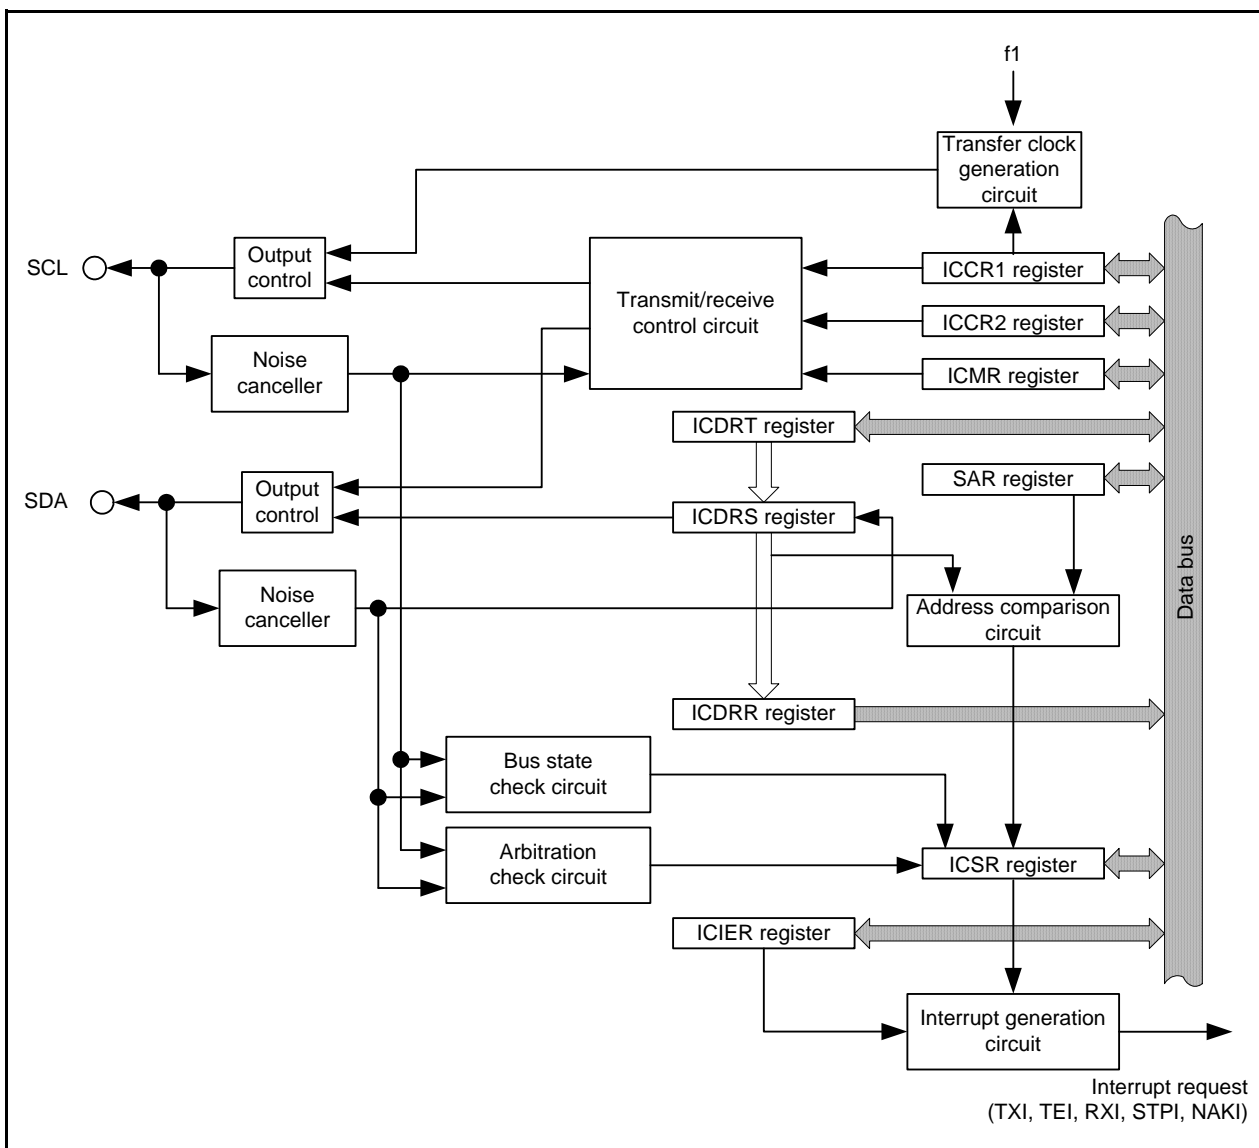 f1
Transfer clock
generation
circuit
SCL
Output
control
Transmit/receive
control circuit
ICCR1 register
ICCR2 register
ICMR register
Noise
canceller
ICDRT register
SDA
Output
control
ICDRS register
SAR register
Data bus
Noise
canceller
Address comparison
circuit
ICDRR register
Bus state
check circuit
Arbitration
check circuit
ICSR register
ICIER register
Interrupt generation
circuit
Interrupt request
(TXI, TEI, RXI, STPI, NAKI)